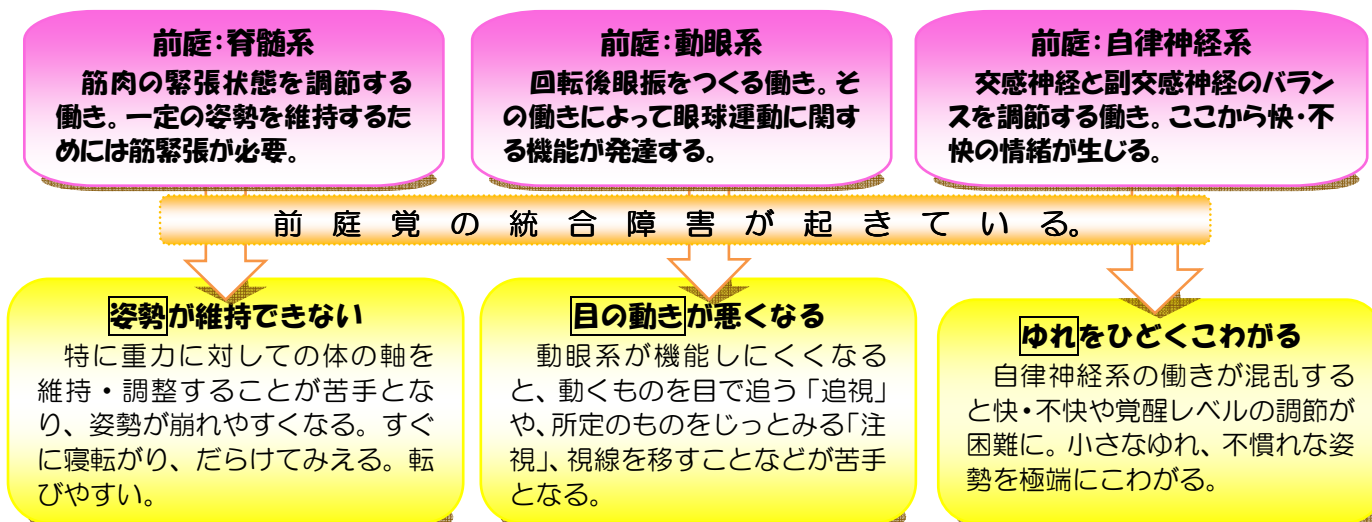 前庭：脊髄系
筋肉の緊張状態を調節する
働き。一定の姿勢を維持するた
めには筋緊張が必要。
前庭：動眼系
回転後眼振をつくる働き。そ
の働きによって眼球運動に関す
る機能が発達する。
前庭：自律神経系
交感神経と副交感神経のバラン
スを調節する働き。ここから快・不
快の情緒が生じる。
前庭覚の統合障害が起きている。
姿勢が維持できない
特に重力に対しての体の軸を
維持・調整することが苦手とな
り、姿勢が崩れやすくなる。すぐ
に寝転がり、だらけてみえる。転
びやすい。
目の動きが悪くなる
動眼系が機能しにくくなる
と、動くものを目で追う「追視」
や、所定のものをじっとみる「注
視」、視線を移すことなどが苦手
となる。
ゆれをひどくこわがる
自律神経系の働きが混乱する
と快・不快や覚醒レベルの調節が
困難に。小さなゆれ、不慣れな姿
勢を極端にこわがる。